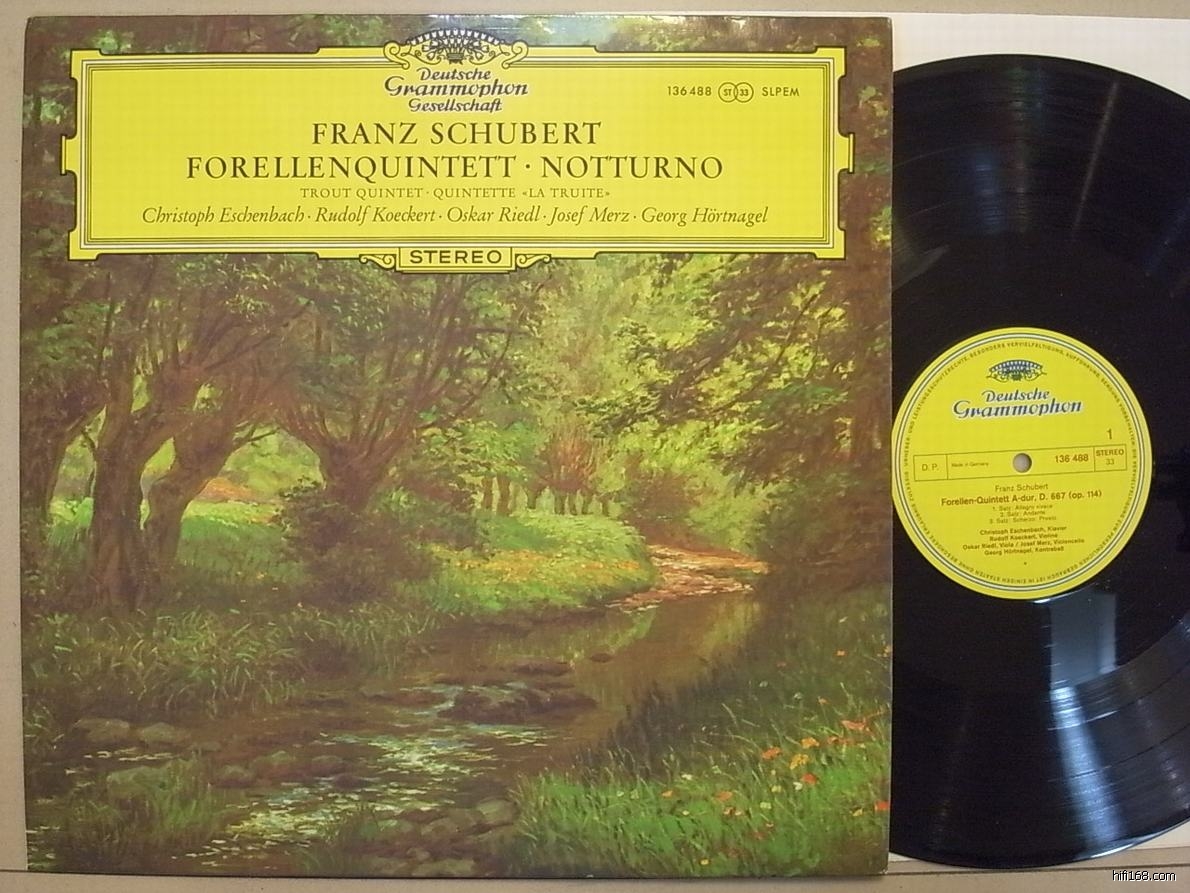 Deutsche
Grammophon
Gesellschaft
136 488 ST 33 SLPEM
FRANZ SCHUBERT
FORELLENQUINTETT · NOTTURNO
TROUT QUINTET · QUINTETTE «LA TRUITE»
Christoph Eschenbach · Rudolf Koeckert · Oskar Riedl · Josef Merz · Georg Hörtnagel
STEREO
Deutsche
Grammophon
1
D. P. Made in Germany 136 488 STEREO
33
Franz Schubert
Forellen-Quintett A-dur, D. 667 (op. 114)
1. Satz: Allegro vivace
2. Satz: Andante
3. Satz: Scherzo: Presto
Christoph Eschenbach, Klavier
Rudolf Koeckert, Violine
Oskar Riedl, Viola / Josef Merz, Violoncello
Georg Hörtnagel, Kontrabaß
hifi168.com